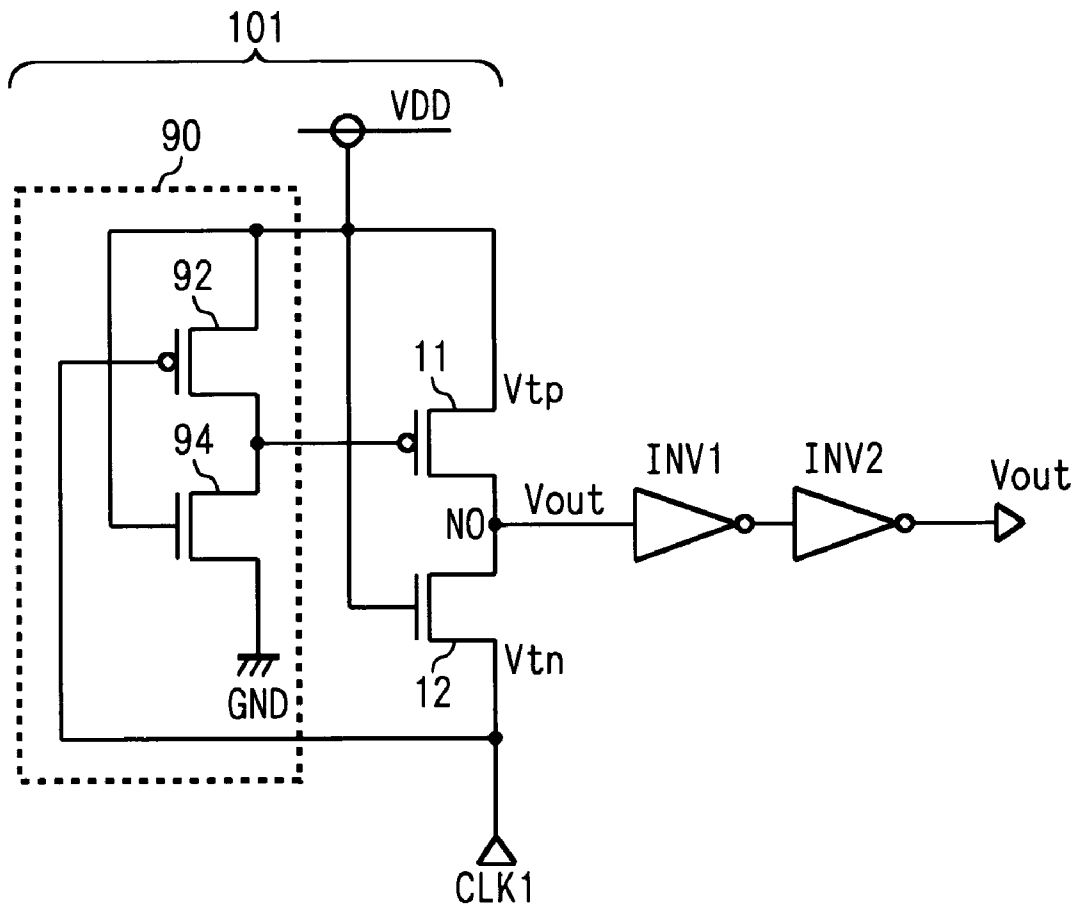 101
VDD
90
92
11
Vtp
94
INV1
INV2
Vout
Vout
NO
12
Vtn
GND
CLK1